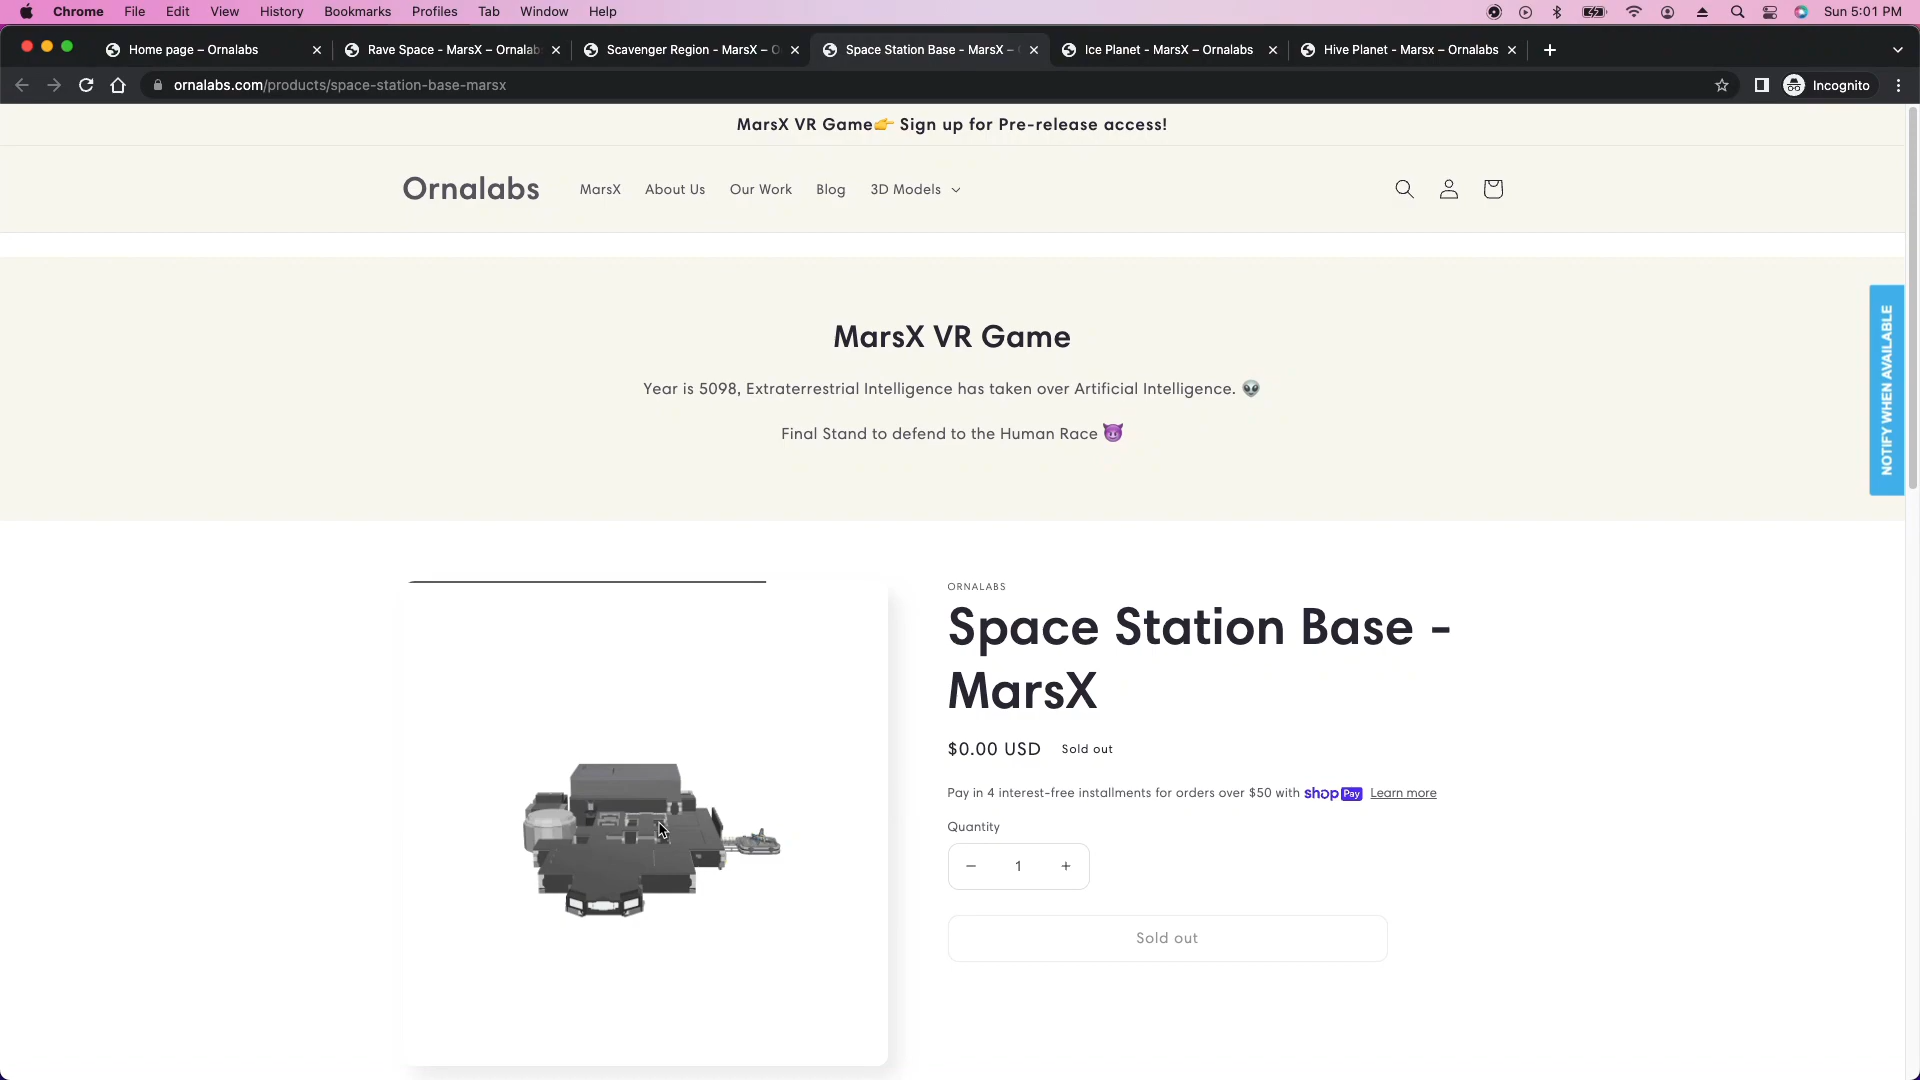 Chrome File Edit View History Bookmarks Profiles Tab Window Help Sun 5:01 PM
Home page – Ornalabs Rave Space - MarsX – Ornalab Scavenger Region - MarsX – O Space Station Base - MarsX – Ice Planet - MarsX – Ornalabs Hive Planet - Marsx – Ornalabs
ornalabs.com/products/space-station-base-marsx Incognito
MarsX VR Game👉 Sign up for Pre-release access!
Ornalabs MarsX About Us Our Work Blog 3D Models
NOTIFY WHEN AVAILABLE
MarsX VR Game
Year is 5098, Extraterrestrial Intelligence has taken over Artificial Intelligence. 👽
Final Stand to defend to the Human Race 😈
ORNALABS
Space Station Base -
MarsX
$0.00 USD Sold out
Pay in 4 interest-free installments for orders over $50 with shop Pay Learn more
Quantity
− 1 +
Sold out